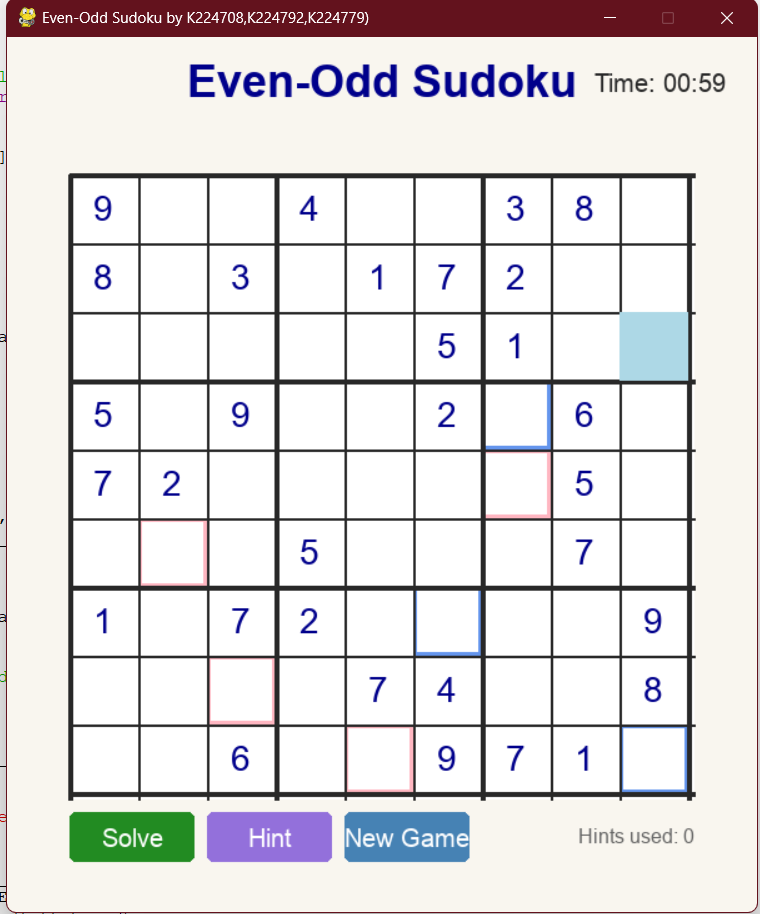 Even-Odd Sudoku by K224708,K224792,K224779)
Even-Odd Sudoku Time: 00:59
9 4 3 8
8 3 1 7 2
5 1
5 9 2 6
7 2 5
5 7
1 7 2 9
7 4 8
6 9 7 1
Solve Hint New Game Hints used: 0